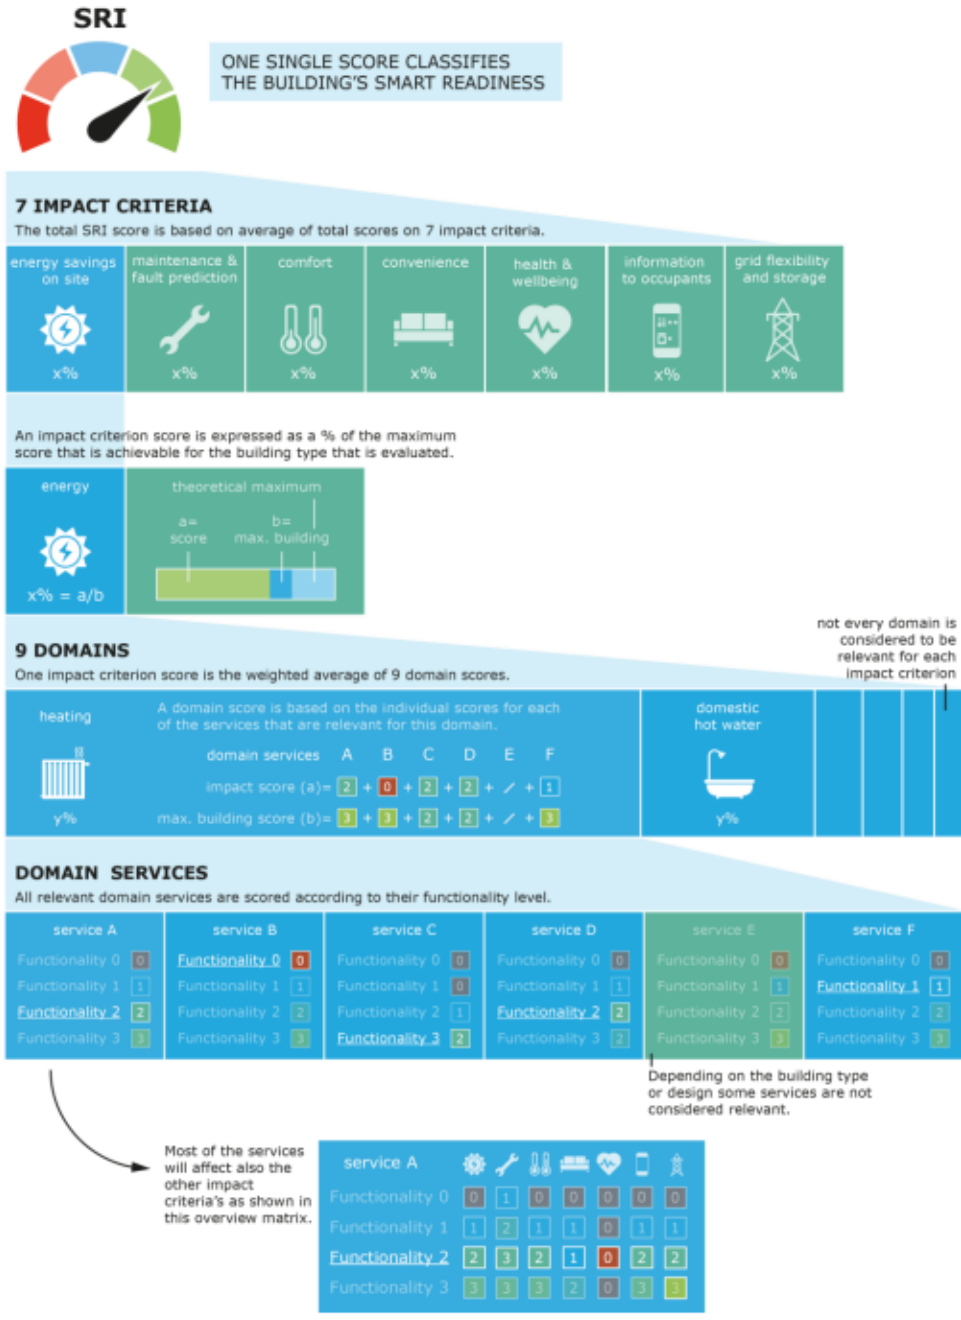 SRI
ONE SINGLE SCORE CLASSIFIES
THE BUILDING'S SMART READINESS
7 IMPACT CRITERIA
The total SRI score is based on average of total scores on 7 impact criteria.
energy savings
on site
x%
maintenance &
fault prediction
x%
comfort
x%
convenience
x%
health &
wellbeing
x%
information
to occupants
x%
grid flexibility
and storage
x%
An impact criterion score is expressed as a % of the maximum
score that is achievable for the building type that is evaluated.
energy
x% = a/b
theoretical maximum
a=
score
b=
max. building
not every domain is
considered to be
relevant for each
impact criterion
9 DOMAINS
One impact criterion score is the weighted average of 9 domain scores.
heating
y%
A domain score is based on the individual scores for each
of the services that are relevant for this domain.
domain services A B C D E F
impact score (a)= 2 + 0 + 2 + 2 + / + 1
max. building score (b)= 3 + 3 + 2 + 2 + / + 3
domestic
hot water
y%
DOMAIN SERVICES
All relevant domain services are scored according to their functionality level.
service A
Functionality 0 0
Functionality 1 1
Functionality 2 2
Functionality 3 3
service B
Functionality 0 0
Functionality 1 1
Functionality 2 2
Functionality 3 3
service C
Functionality 0 0
Functionality 1 0
Functionality 2 1
Functionality 3 2
service D
Functionality 0 0
Functionality 1 1
Functionality 2 2
Functionality 3 2
service E
Functionality 0 0
Functionality 1 1
Functionality 2 2
Functionality 3 3
service F
Functionality 0 0
Functionality 1 1
Functionality 2 2
Functionality 3 3
Depending on the building type
or design some services are not
considered relevant.
Most of the services
will affect also the
other impact
criteria's as shown in
this overview matrix.
service A
Functionality 0 0 1 0 0 0 0 0
Functionality 1 1 2 1 1 0 1 1
Functionality 2 2 3 2 1 0 2 2
Functionality 3 3 3 3 2 0 3 3